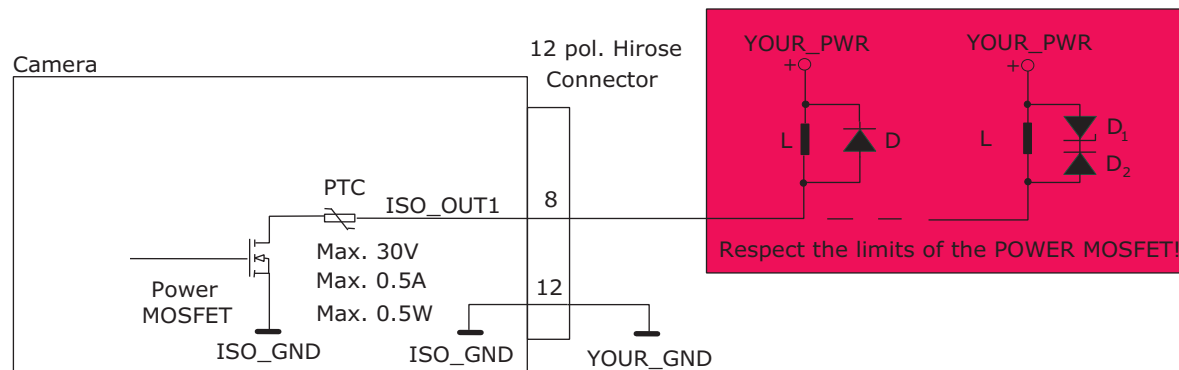 Camera
12 pol. Hirose
Connector
YOUR_PWR
+
YOUR_PWR
+
L
D
L
D1
D2
PTC
ISO_OUT1
8
Max. 30V
Max. 0.5A
Max. 0.5W
Power
MOSFET
ISO_GND
12
ISO_GND
YOUR_GND
Respect the limits of the POWER MOSFET!